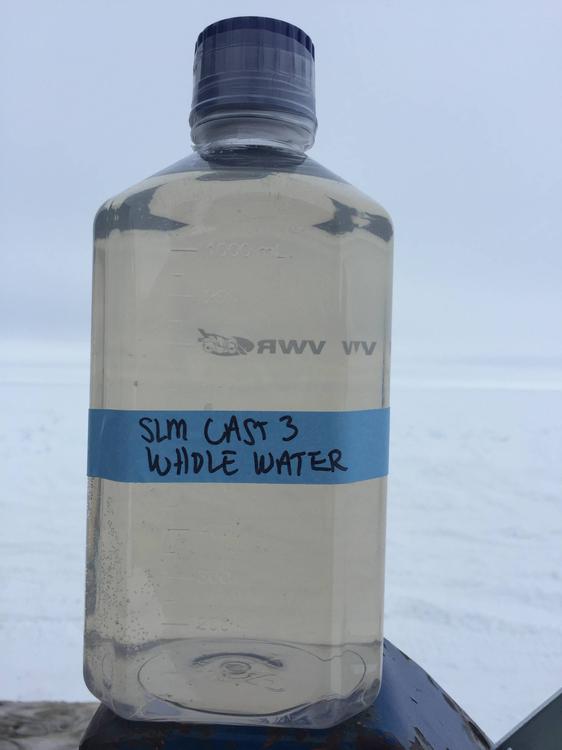 1000 mL
VWR
SLM CAST 3
WHOLE WATER